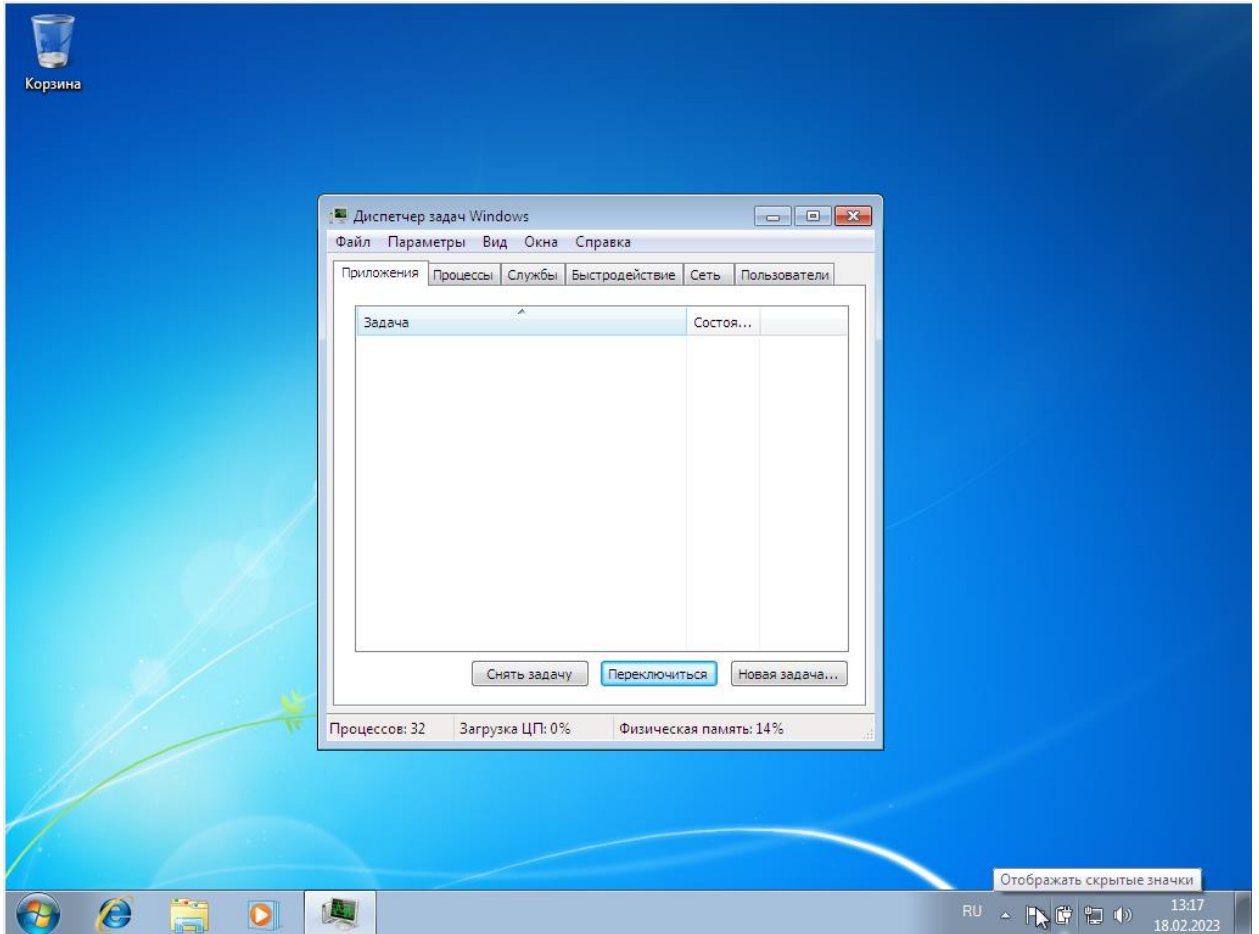 Корзина
Диспетчер задач Windows
Файл Параметры Вид Окна Справка
Приложения Процессы Службы Быстродействие Сеть Пользователи
Задача Состоя...
Снять задачу Переключиться Новая задача...
Процессов: 32 Загрузка ЦП: 0% Физическая память: 14%
Отображать скрытые значки
RU 13:17
18.02.2023